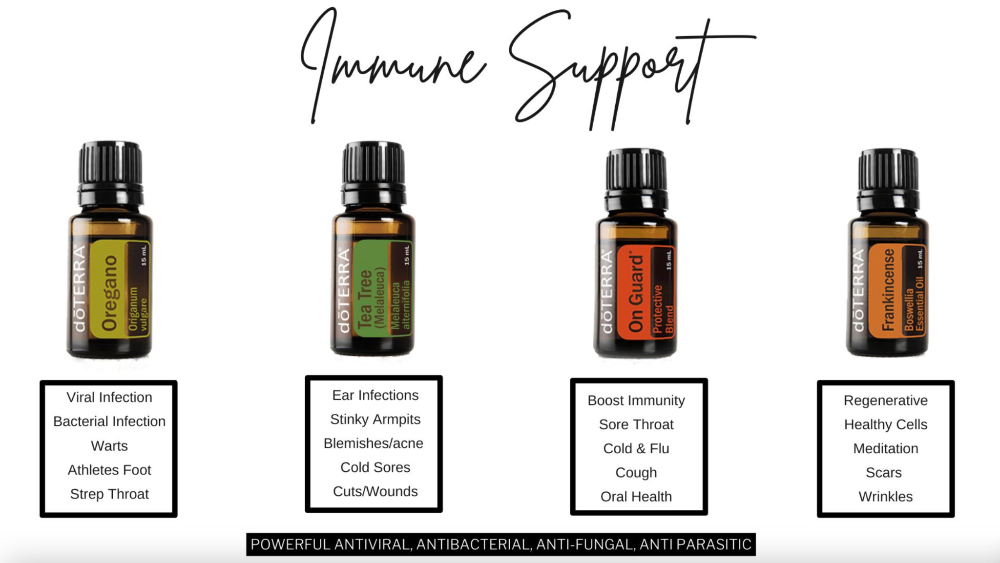 Immune Support
dōTERRA®
Oregano
Origanum
vulgare
15 mL
dōTERRA®
Tea Tree
(Melaleuca)
Melaleuca
alternifolia
15 mL
dōTERRA®
On Guard®
Protective
Blend
15 mL
dōTERRA®
Frankincense
Boswellia
Essential Oil
15 mL
Viral Infection
Bacterial Infection
Warts
Athletes Foot
Strep Throat
Ear Infections
Stinky Armpits
Blemishes/acne
Cold Sores
Cuts/Wounds
Boost Immunity
Sore Throat
Cold & Flu
Cough
Oral Health
Regenerative
Healthy Cells
Meditation
Scars
Wrinkles
POWERFUL ANTIVIRAL, ANTIBACTERIAL, ANTI-FUNGAL, ANTI PARASITIC